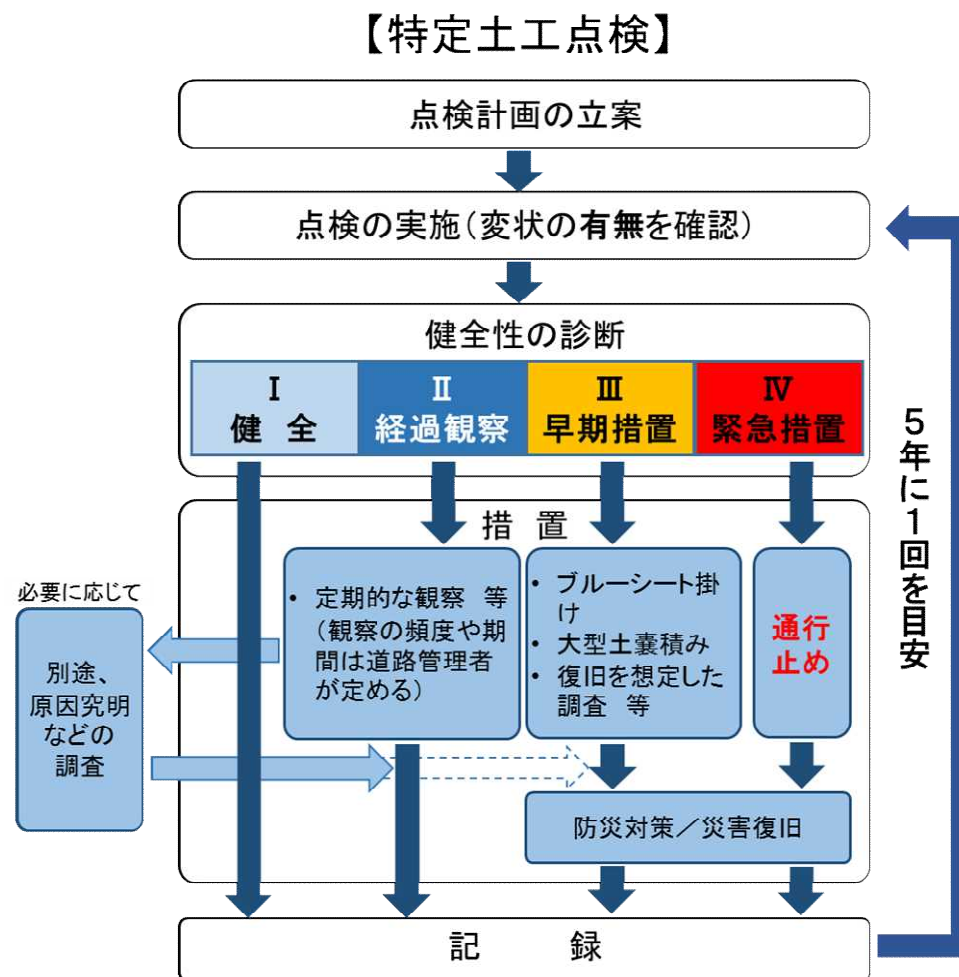 【特定土工点検】
点検計画の立案
点検の実施（変状の有無を確認）
健全性の診断
Ⅰ
健 全
Ⅱ
経過観察
Ⅲ
早期措置
Ⅳ
緊急措置
措 置
• 定期的な観察 等
（観察の頻度や期
間は道路管理者
が定める）
• ブルーシート掛
け
• 大型土嚢積み
• 復旧を想定した
調査 等
通行
止め
必要に応じて
別途、
原因究明
などの
調査
防災対策／災害復旧
記 録
５年に１回を目安